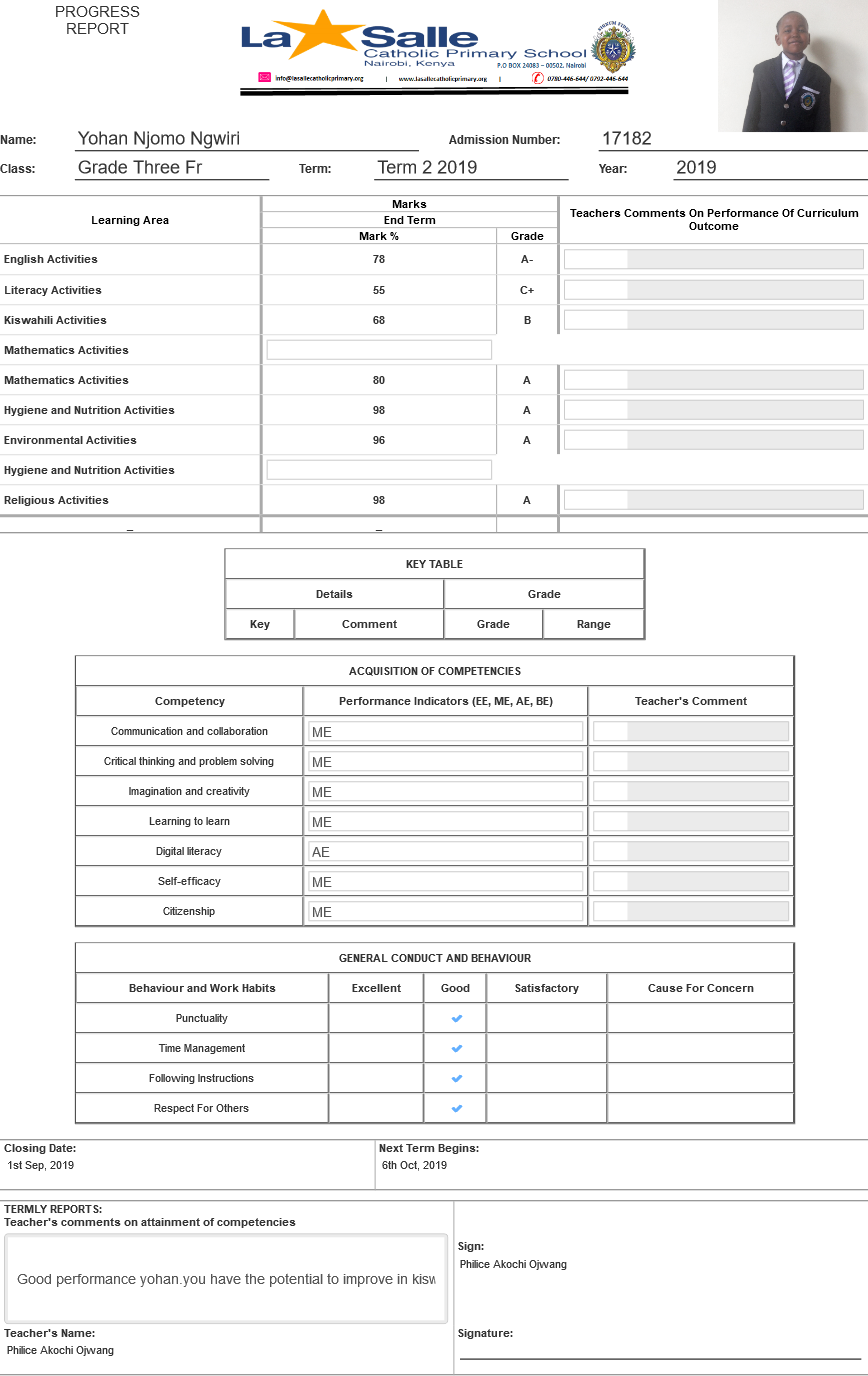 PROGRESS
REPORT
La Salle
Catholic Primary School
Nairobi, Kenya
P.O BOX 24083 – 00502, Nairobi
info@lasallecatholicprimary.org | www.lasallecatholicprimary.org | 0780-446-644/ 0792-446-644
Name: Yohan Njomo Ngwiri Admission Number: 17182
Class: Grade Three Fr Term: Term 2 2019 Year: 2019
Learning Area Marks Teachers Comments On Performance Of Curriculum Outcome
End Term
Mark % Grade
English Activities 78 A-
Literacy Activities 55 C+
Kiswahili Activities 68 B
Mathematics Activities
Mathematics Activities 80 A
Hygiene and Nutrition Activities 98 A
Environmental Activities 96 A
Hygiene and Nutrition Activities
Religious Activities 98 A
– –
KEY TABLE
Details Grade
Key Comment Grade Range
ACQUISITION OF COMPETENCIES
Competency Performance Indicators (EE, ME, AE, BE) Teacher's Comment
Communication and collaboration ME
Critical thinking and problem solving ME
Imagination and creativity ME
Learning to learn ME
Digital literacy AE
Self-efficacy ME
Citizenship ME
GENERAL CONDUCT AND BEHAVIOUR
Behaviour and Work Habits Excellent Good Satisfactory Cause For Concern
Punctuality ✔
Time Management ✔
Following Instructions ✔
Respect For Others ✔
Closing Date: Next Term Begins:
1st Sep, 2019 6th Oct, 2019
TERMLY REPORTS:
Teacher's comments on attainment of competencies
Sign:
Philice Akochi Ojwang
Good performance yohan.you have the potential to improve in kisw
Teacher's Name: Signature:
Philice Akochi Ojwang